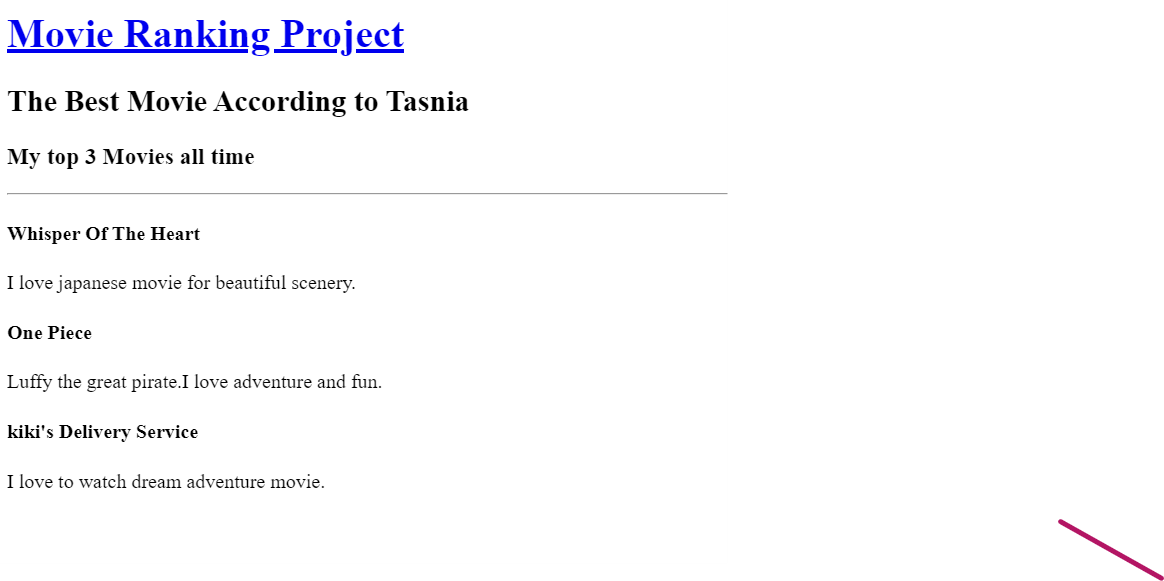 Movie Ranking Project
The Best Movie According to Tasnia
My top 3 Movies all time
Whisper Of The Heart
I love japanese movie for beautiful scenery.
One Piece
Luffy the great pirate.I love adventure and fun.
kiki's Delivery Service
I love to watch dream adventure movie.